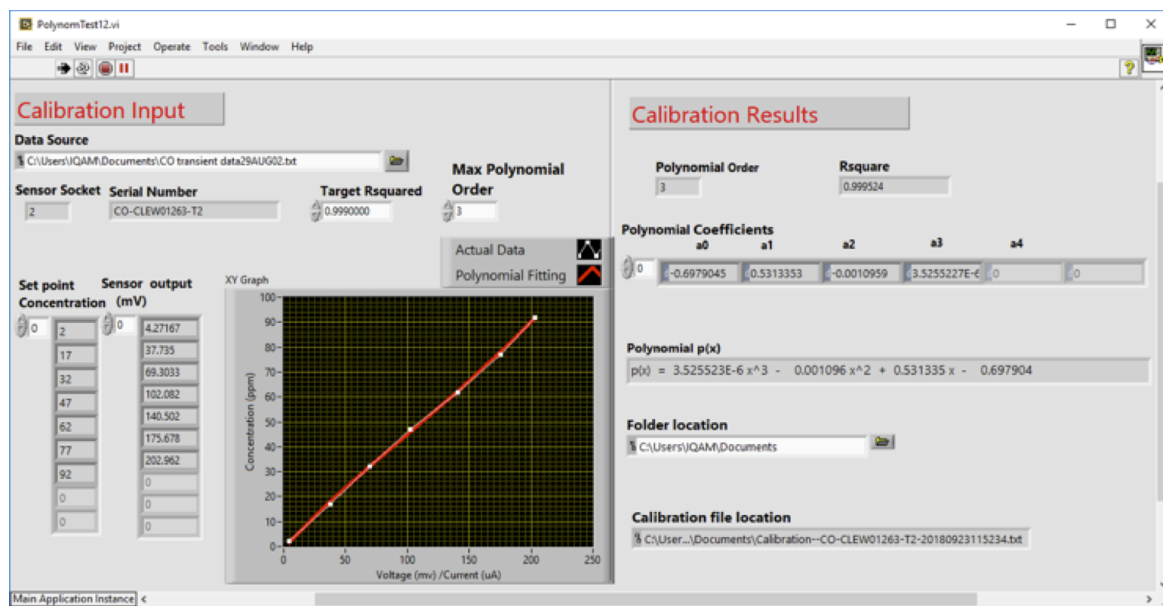 PolynomTest12.vi
File Edit View Project Operate Tools Window Help
Calibration Input
Data Source
C:\Users\IQAM\Documents\CO transient data29AUG02.txt
Sensor Socket Serial Number Target Rsquared Max Polynomial Order
2 CO-CLEW01263-T2 0.9990000 3
Actual Data
Polynomial Fitting
Set point Concentration Sensor output (mV)
0 0
2 4.27167
17 37.735
32 69.3033
47 102.082
62 140.502
77 175.678
92 202.962
0 0
0 0
XY Graph
Concentration (ppm)
100
90
80
70
60
50
40
30
20
10
0
0 50 100 150 200 250
Voltage (mv) /Current (uA)
Calibration Results
Polynomial Order Rsquare
3 0.999524
Polynomial Coefficients
a0 a1 a2 a3 a4
0 -0.6979045 0.5313353 -0.0010959 3.5255227E-6 0 0
Polynomial p(x)
p(x) = 3.525523E-6 x^3 - 0.001096 x^2 + 0.531335 x - 0.697904
Folder location
C:\Users\IQAM\Documents
Calibration file location
C:\User...\Documents\Calibration--CO-CLEW01263-T2-20180923115234.txt
Main Application Instance